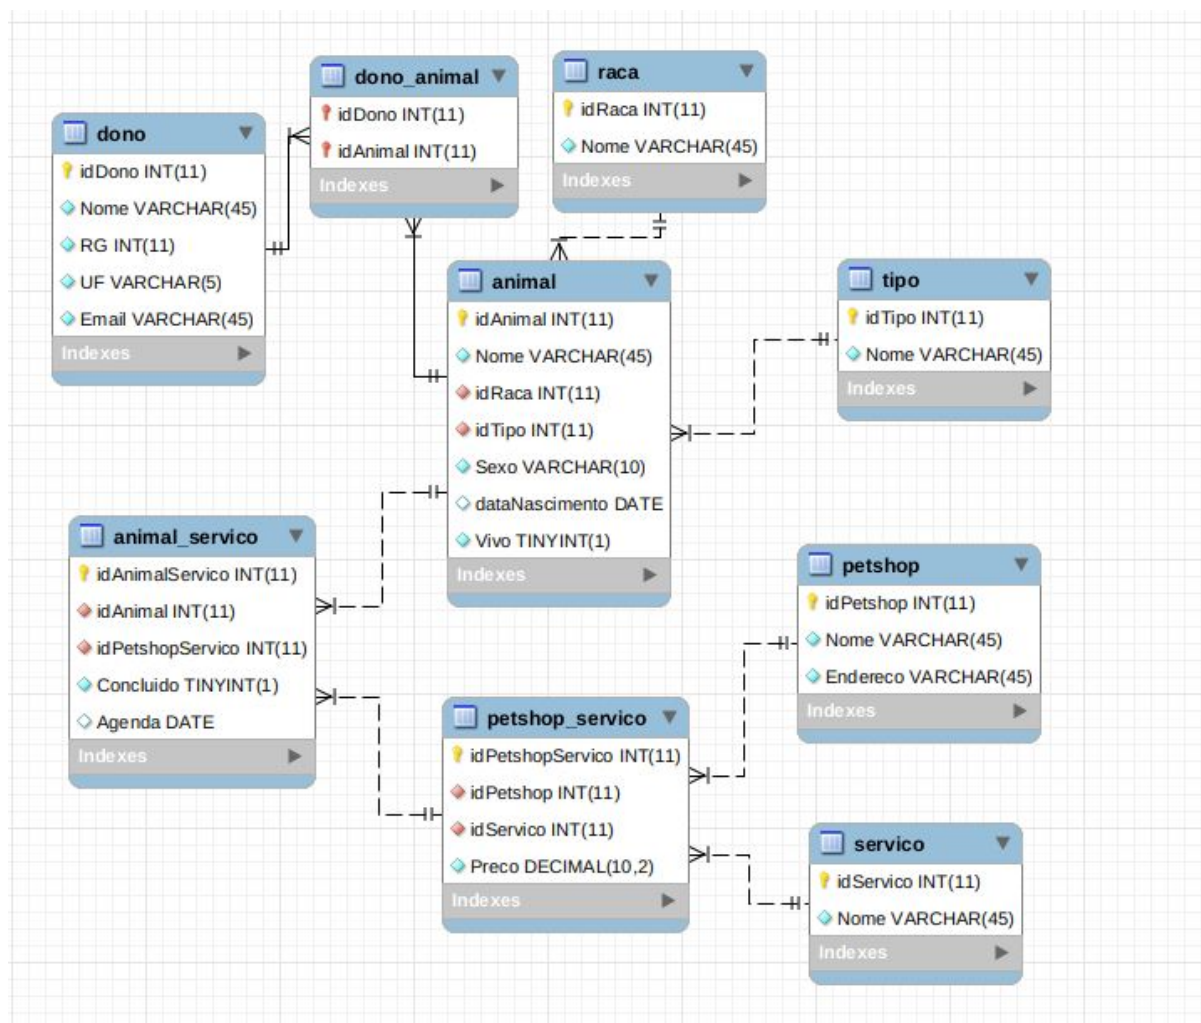 dono
idDono INT(11)
Nome VARCHAR(45)
RG INT(11)
UF VARCHAR(5)
Email VARCHAR(45)
Indexes
dono_animal
idDono INT(11)
idAnimal INT(11)
Indexes
raca
idRaca INT(11)
Nome VARCHAR(45)
Indexes
animal
idAnimal INT(11)
Nome VARCHAR(45)
idRaca INT(11)
idTipo INT(11)
Sexo VARCHAR(10)
dataNascimento DATE
Vivo TINYINT(1)
Indexes
tipo
idTipo INT(11)
Nome VARCHAR(45)
Indexes
animal_servico
idAnimalServico INT(11)
idAnimal INT(11)
idPetshopServico INT(11)
Concluido TINYINT(1)
Agenda DATE
Indexes
petshop_servico
idPetshopServico INT(11)
idPetshop INT(11)
idServico INT(11)
Preco DECIMAL(10,2)
Indexes
petshop
idPetshop INT(11)
Nome VARCHAR(45)
Endereco VARCHAR(45)
Indexes
servico
idServico INT(11)
Nome VARCHAR(45)
Indexes